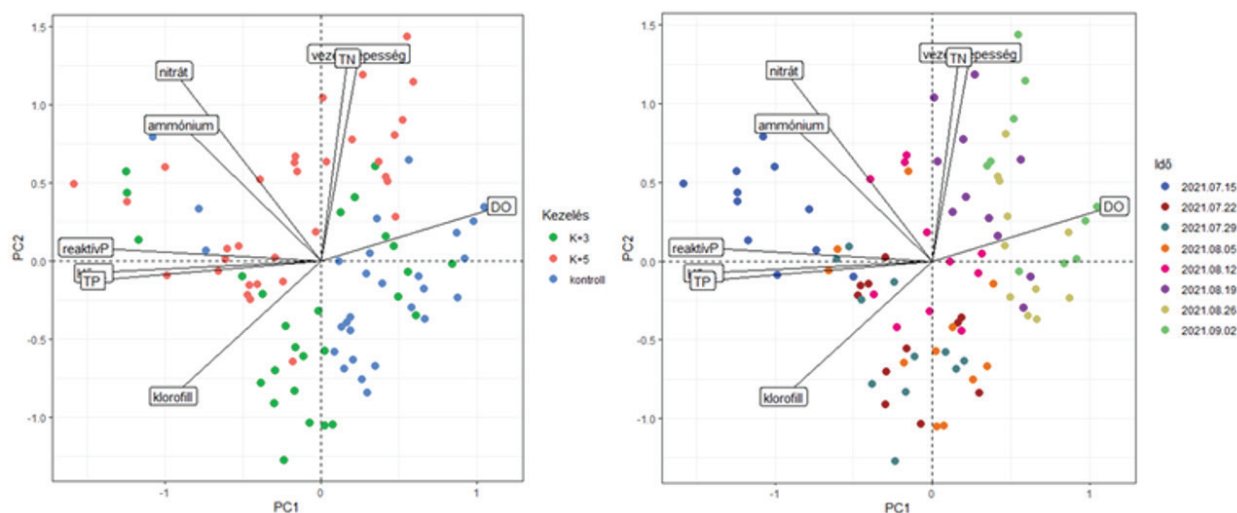 1.5
1.0
0.5
0.0
-0.5
-1.0
PC2
-1
0
1
PC1
TN
nitrát
ammónium
DO
reaktívP
TP
klorofill
Kezelés
K+3
K+5
kontroll
1.5
1.0
0.5
0.0
-0.5
-1.0
PC2
-1
0
1
PC1
TN
nitrát
ammónium
DO
reaktívP
TP
klorofill
Idő
2021.07.15
2021.07.22
2021.07.29
2021.08.05
2021.08.12
2021.08.19
2021.08.26
2021.09.02